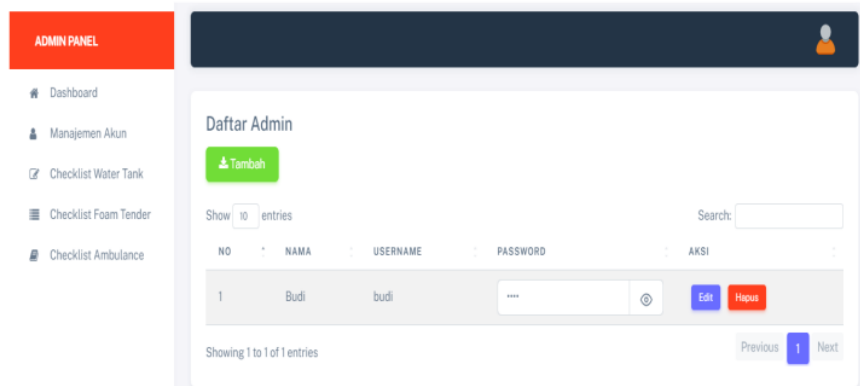 ADMIN PANEL
Dashboard
Manajemen Akun
Checklist Water Tank
Checklist Foam Tender
Checklist Ambulance
Daftar Admin
Tambah
Show 10 entries
Search:
NO NAMA USERNAME PASSWORD AKSI
1 Budi budi •••• Edit Hapus
Showing 1 to 1 of 1 entries
Previous 1 Next